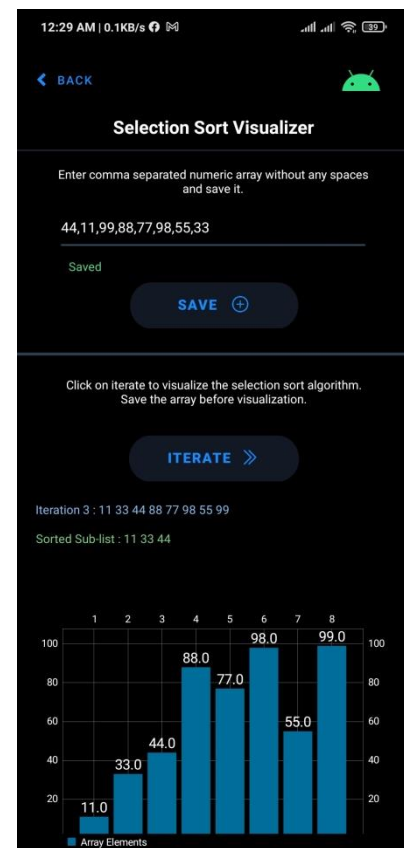 12:29 AM | 0.1KB/s 39
BACK
Selection Sort Visualizer
Enter comma separated numeric array without any spaces
and save it.
44,11,99,88,77,98,55,33
Saved
SAVE
Click on iterate to visualize the selection sort algorithm.
Save the array before visualization.
ITERATE
Iteration 3 : 11 33 44 88 77 98 55 99
Sorted Sub-list : 11 33 44
1 2 3 4 5 6 7 8
100 98.0 99.0 100
88.0
80 77.0 80
60 55.0 60
44.0
40 33.0 40
20 11.0 20
Array Elements